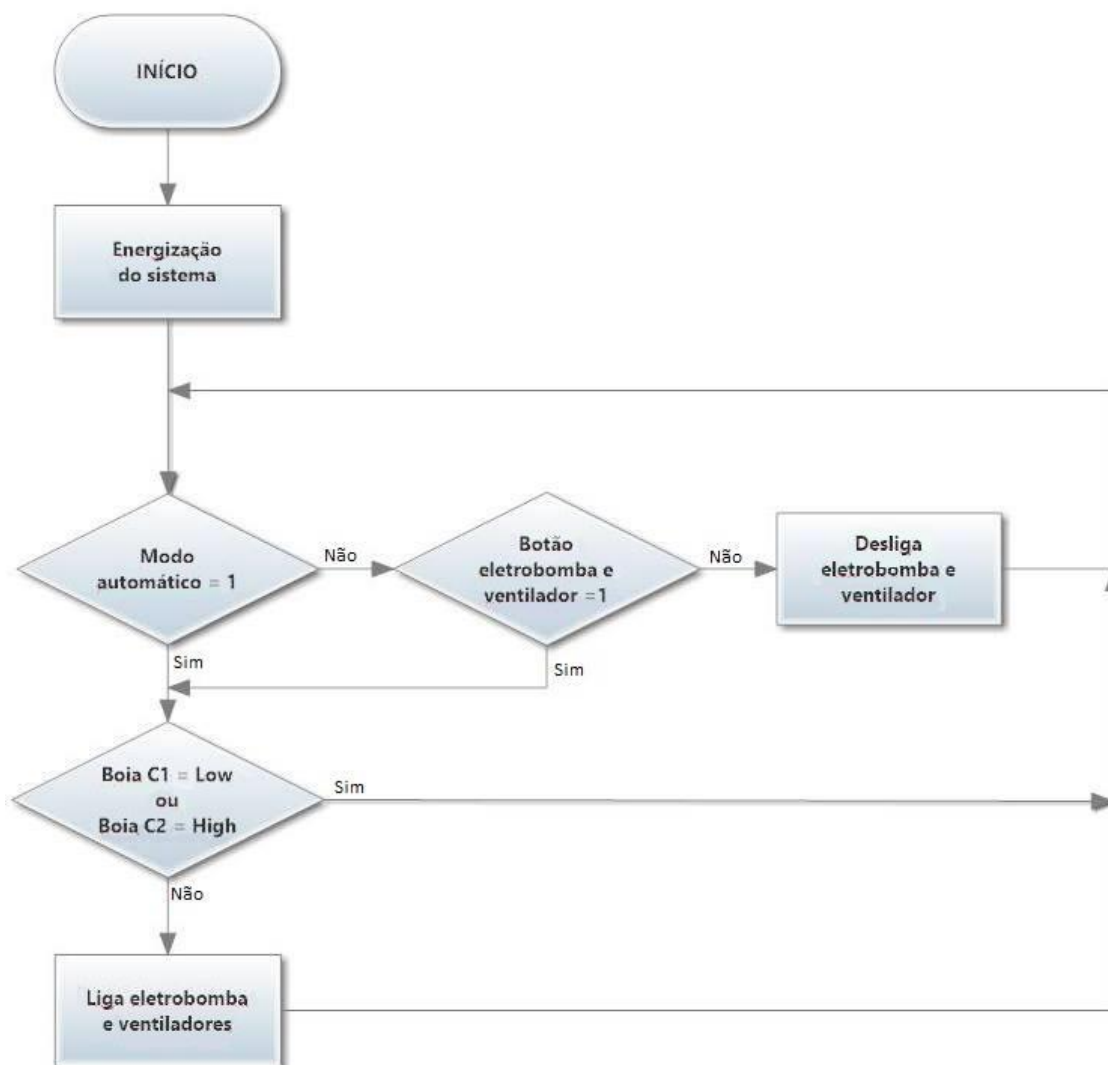 INÍCIO
Energização
do sistema
Modo
automático = 1
Não
Botão
eletrobomba e
ventilador =1
Não
Desliga
eletrobomba e
ventilador
Sim
Sim
Boia C1 = Low
ou
Boia C2 = High
Sim
Não
Liga eletrobomba
e ventiladores